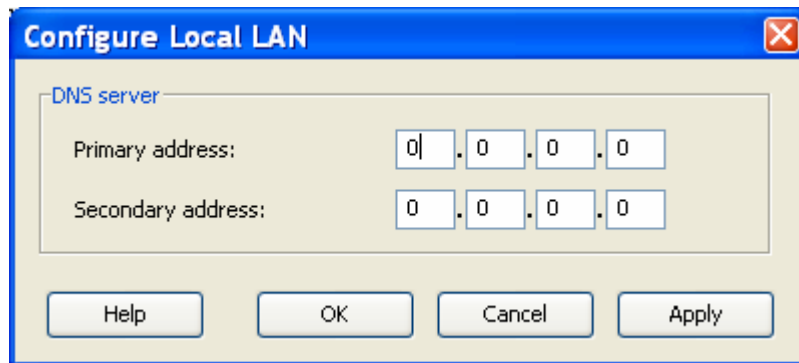 Configure Local LAN
DNS server
Primary address: 0 . 0 . 0 . 0
Secondary address: 0 . 0 . 0 . 0
Help OK Cancel Apply